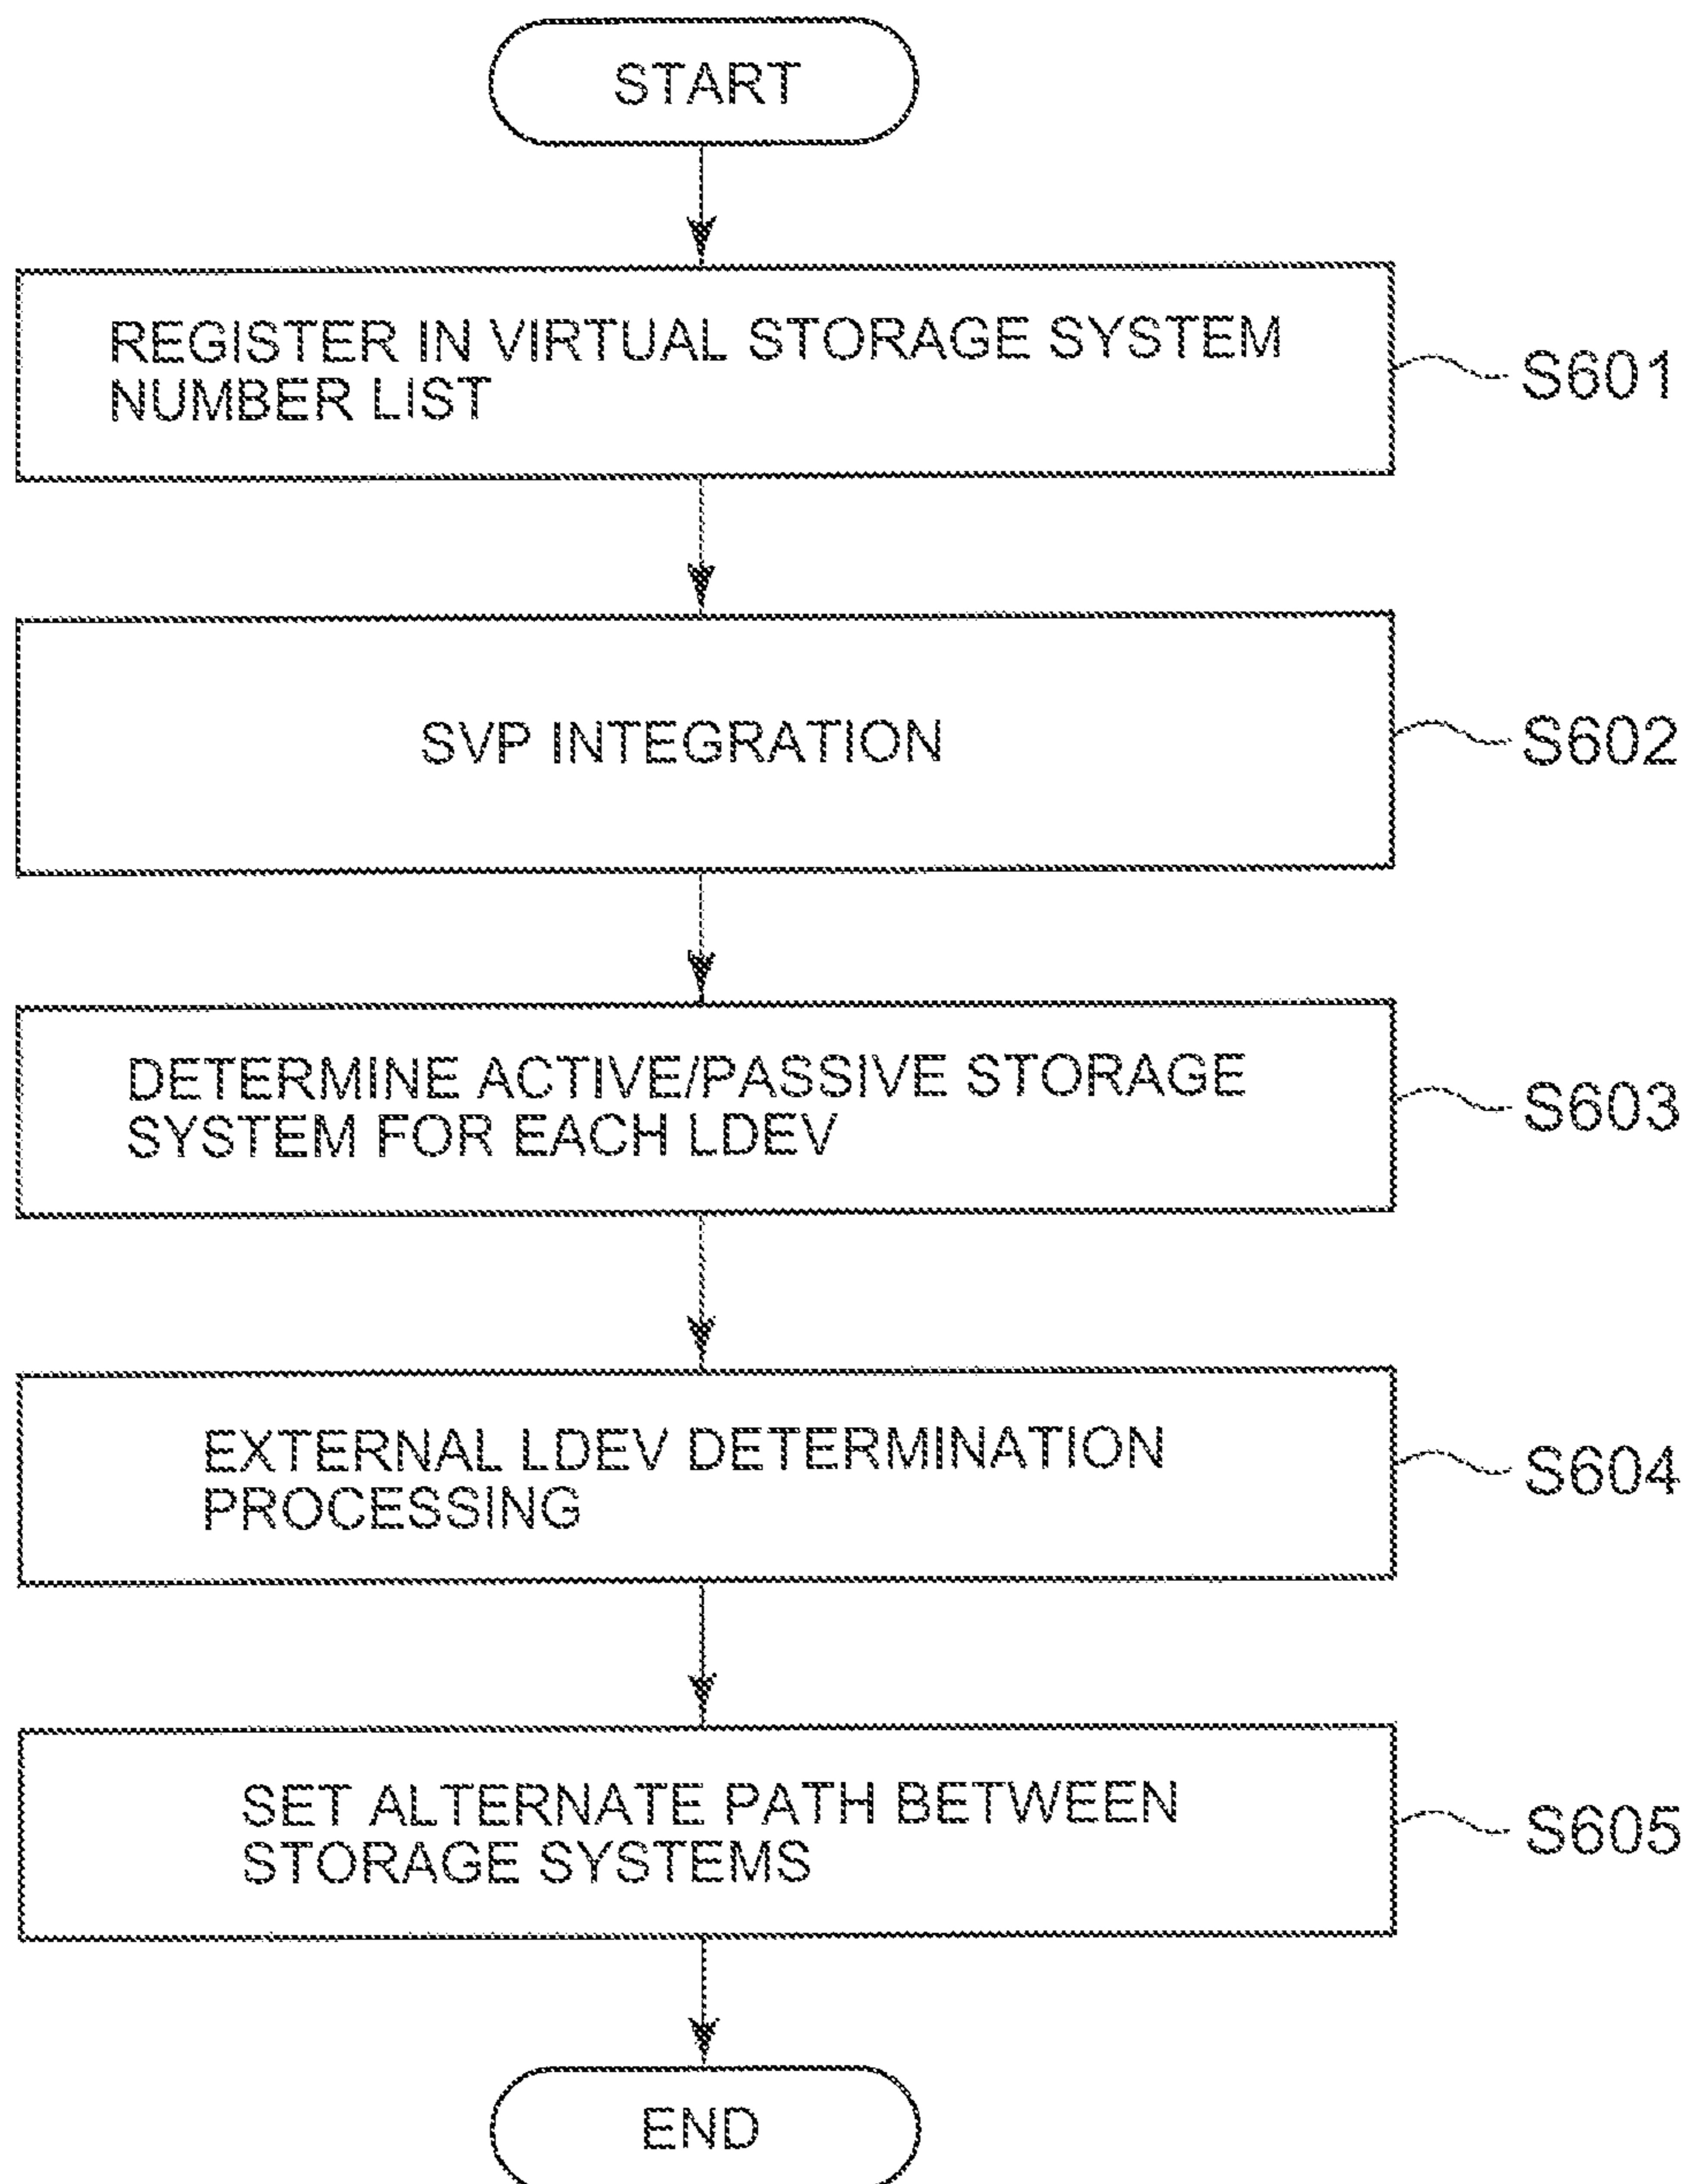 START
REGISTER IN VIRTUAL STORAGE SYSTEM
NUMBER LIST
S601
SVP INTEGRATION
S602
DETERMINE ACTIVE/PASSIVE STORAGE
SYSTEM FOR EACH LDEV
S603
EXTERNAL LDEV DETERMINATION
PROCESSING
S604
SET ALTERNATE PATH BETWEEN
STORAGE SYSTEMS
S605
END